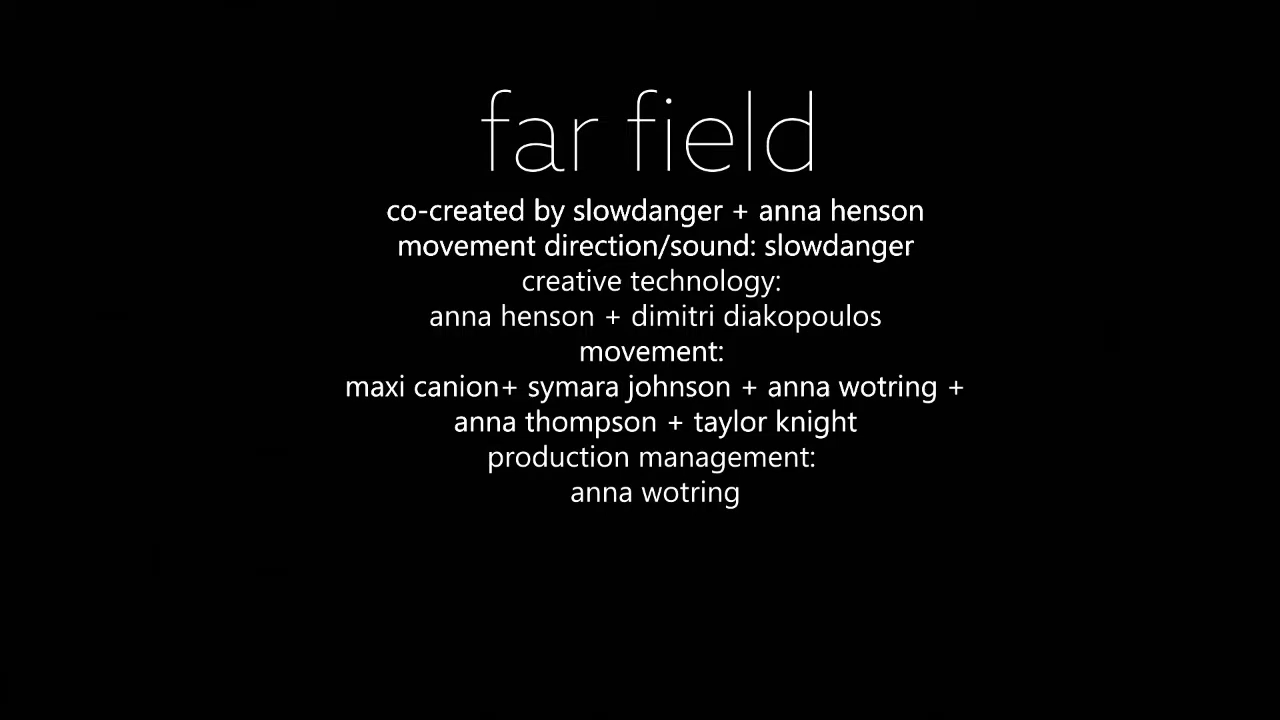 far field
co-created by slowdanger + anna henson
movement direction/sound: slowdanger
creative technology:
anna henson + dimitri diakopoulos
movement:
maxi canion+ symara johnson + anna wotring +
anna thompson + taylor knight
production management:
anna wotring